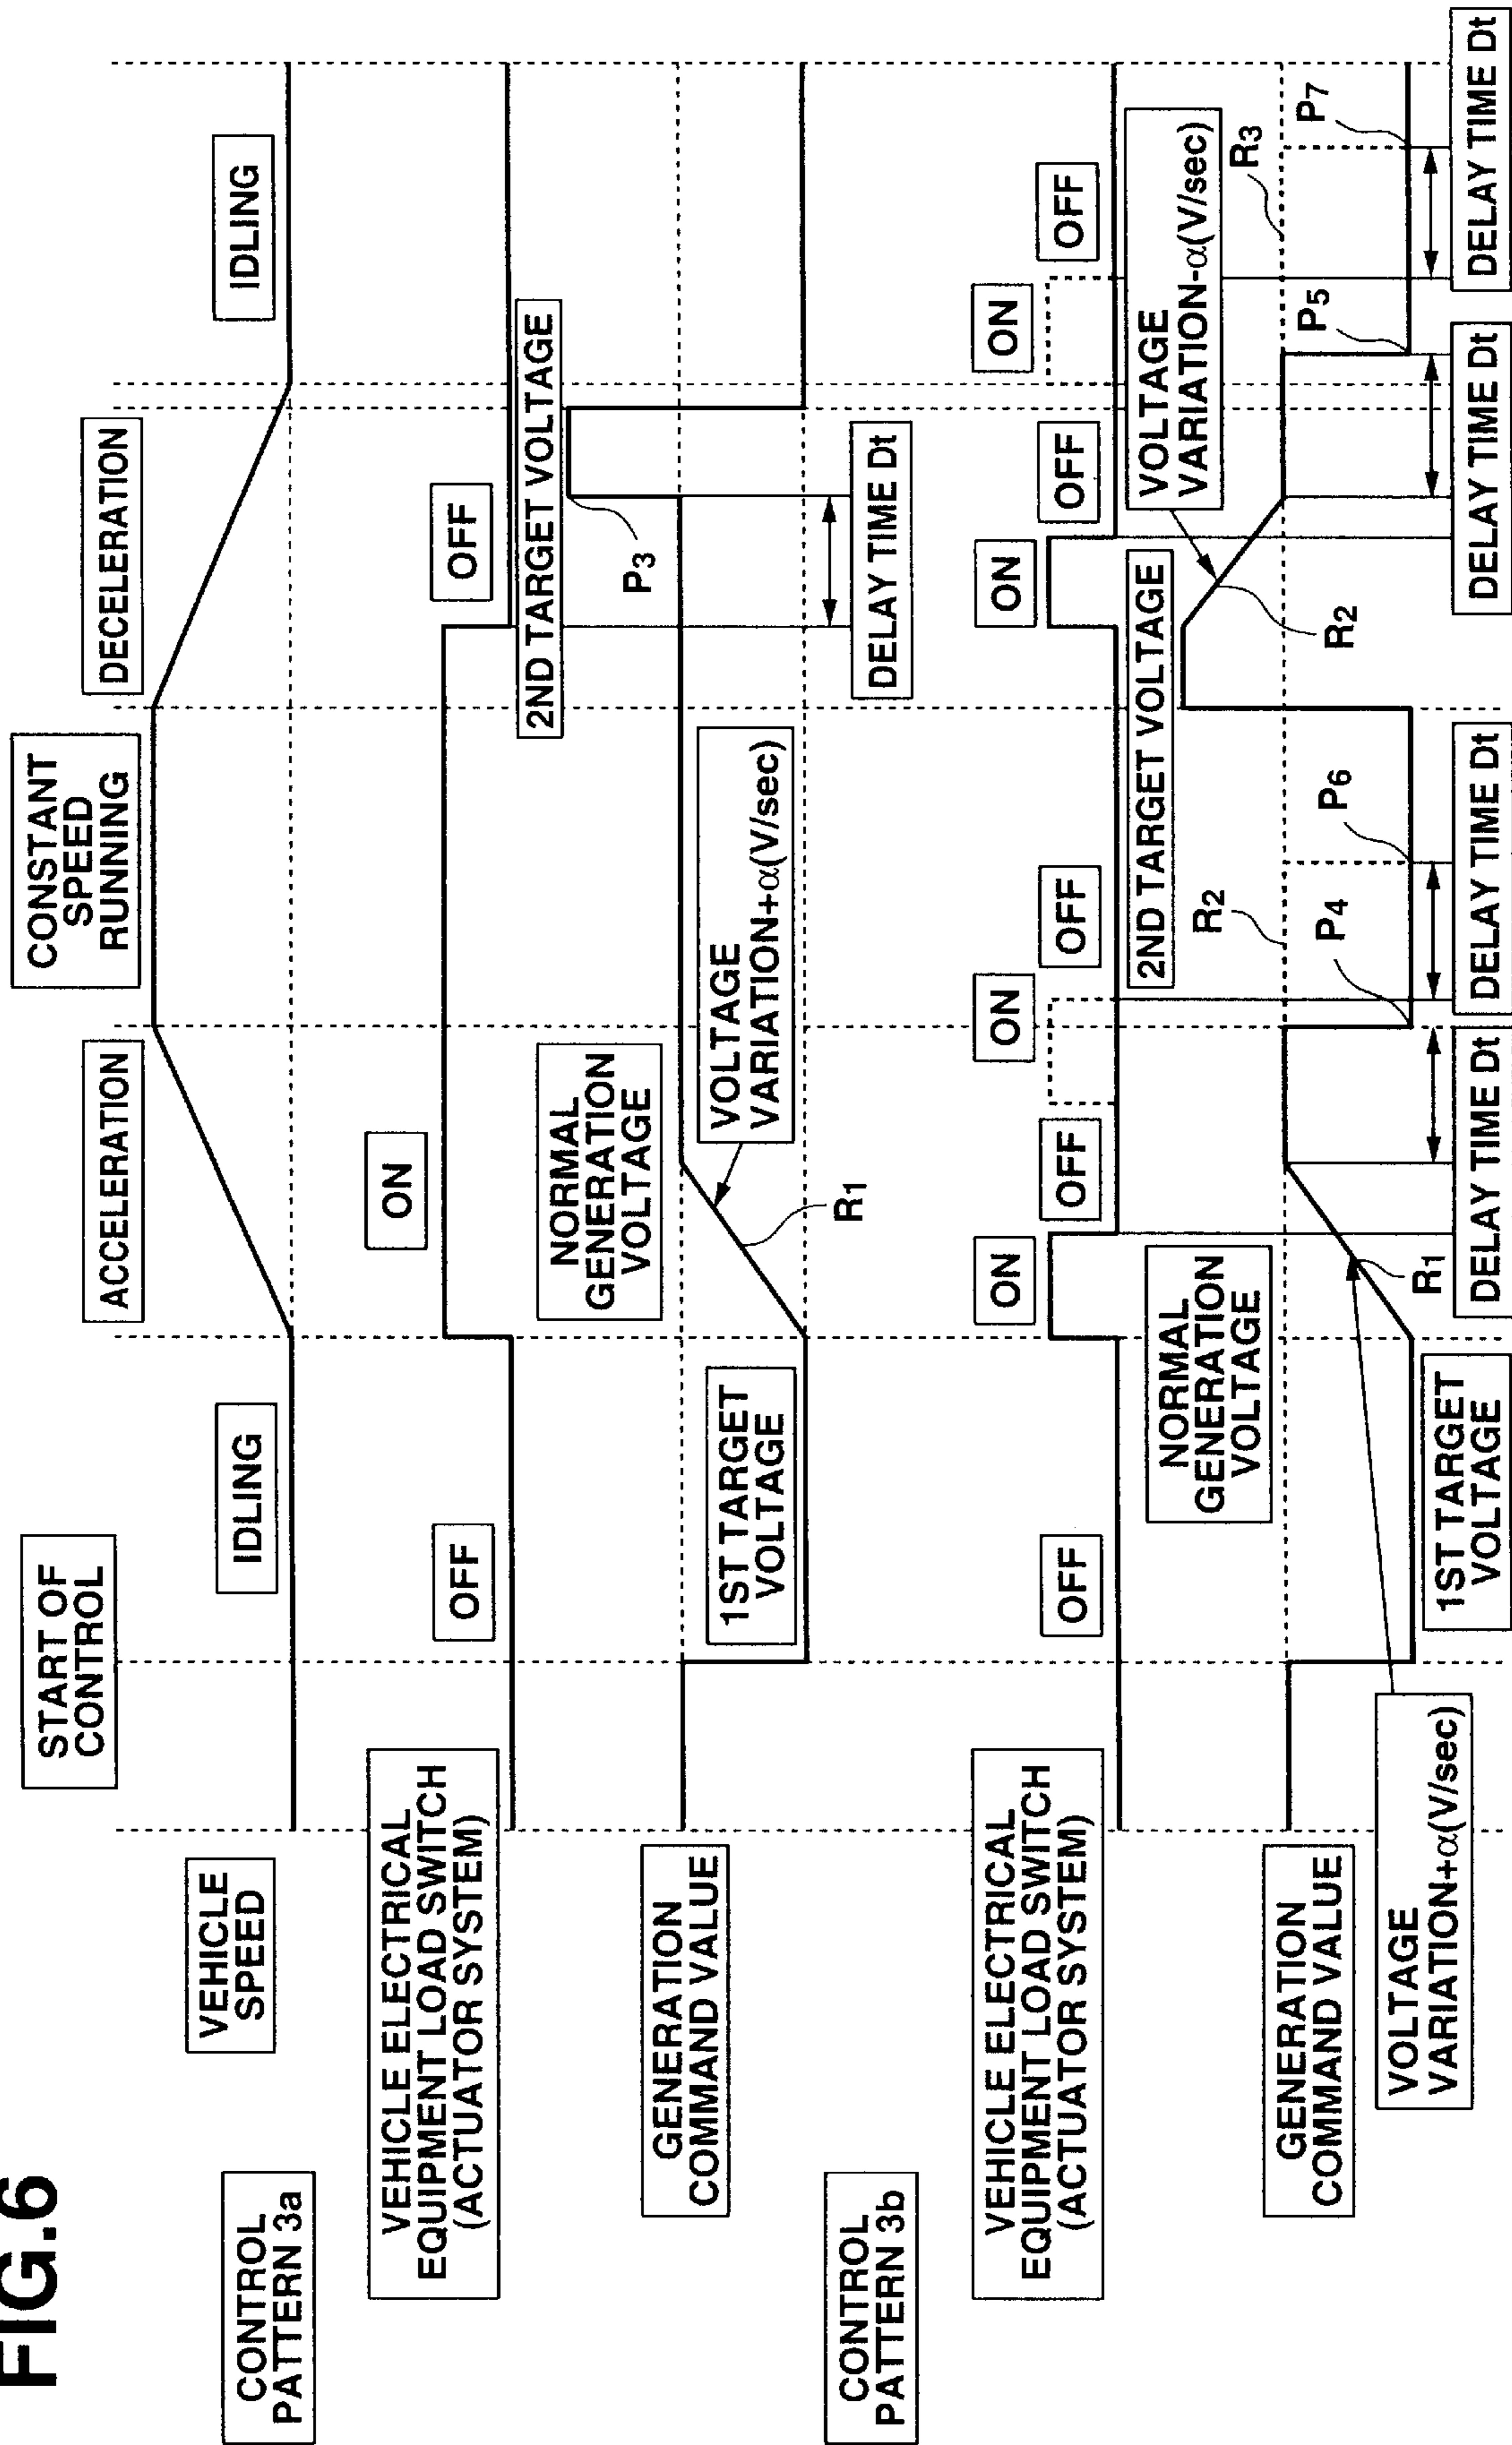 FIG.6
START OF
CONTROL
CONSTANT
SPEED
RUNNING
ACCELERATION
DECELERATION
CONTROL
PATTERN 3a
VEHICLE
SPEED
IDLING
IDLING
VEHICLE ELECTRICAL
EQUIPMENT LOAD SWITCH
(ACTUATOR SYSTEM)
OFF
ON
OFF
GENERATION
COMMAND VALUE
1ST TARGET
VOLTAGE
NORMAL
GENERATION
VOLTAGE
R1
VOLTAGE
VARIATION+α(V/sec)
2ND TARGET VOLTAGE
P3
DELAY TIME Dt
CONTROL
PATTERN 3b
VEHICLE ELECTRICAL
EQUIPMENT LOAD SWITCH
(ACTUATOR SYSTEM)
OFF
ON
OFF
ON
OFF
ON
OFF
ON
OFF
GENERATION
COMMAND VALUE
VOLTAGE
VARIATION+α(V/sec)
1ST TARGET
VOLTAGE
NORMAL
GENERATION
VOLTAGE
R1
R2
P4
P6
2ND TARGET VOLTAGE
R2
VOLTAGE
VARIATION-α(V/sec)
P5
R3
P7
DELAY TIME Dt
DELAY TIME Dt
DELAY TIME Dt
DELAY TIME Dt